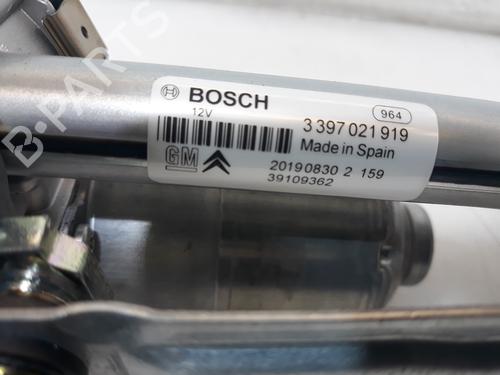 B-PARTS
BOSCH
12V
964
3 397 021 919
Made in Spain
GM
20190830 2 159
39109362